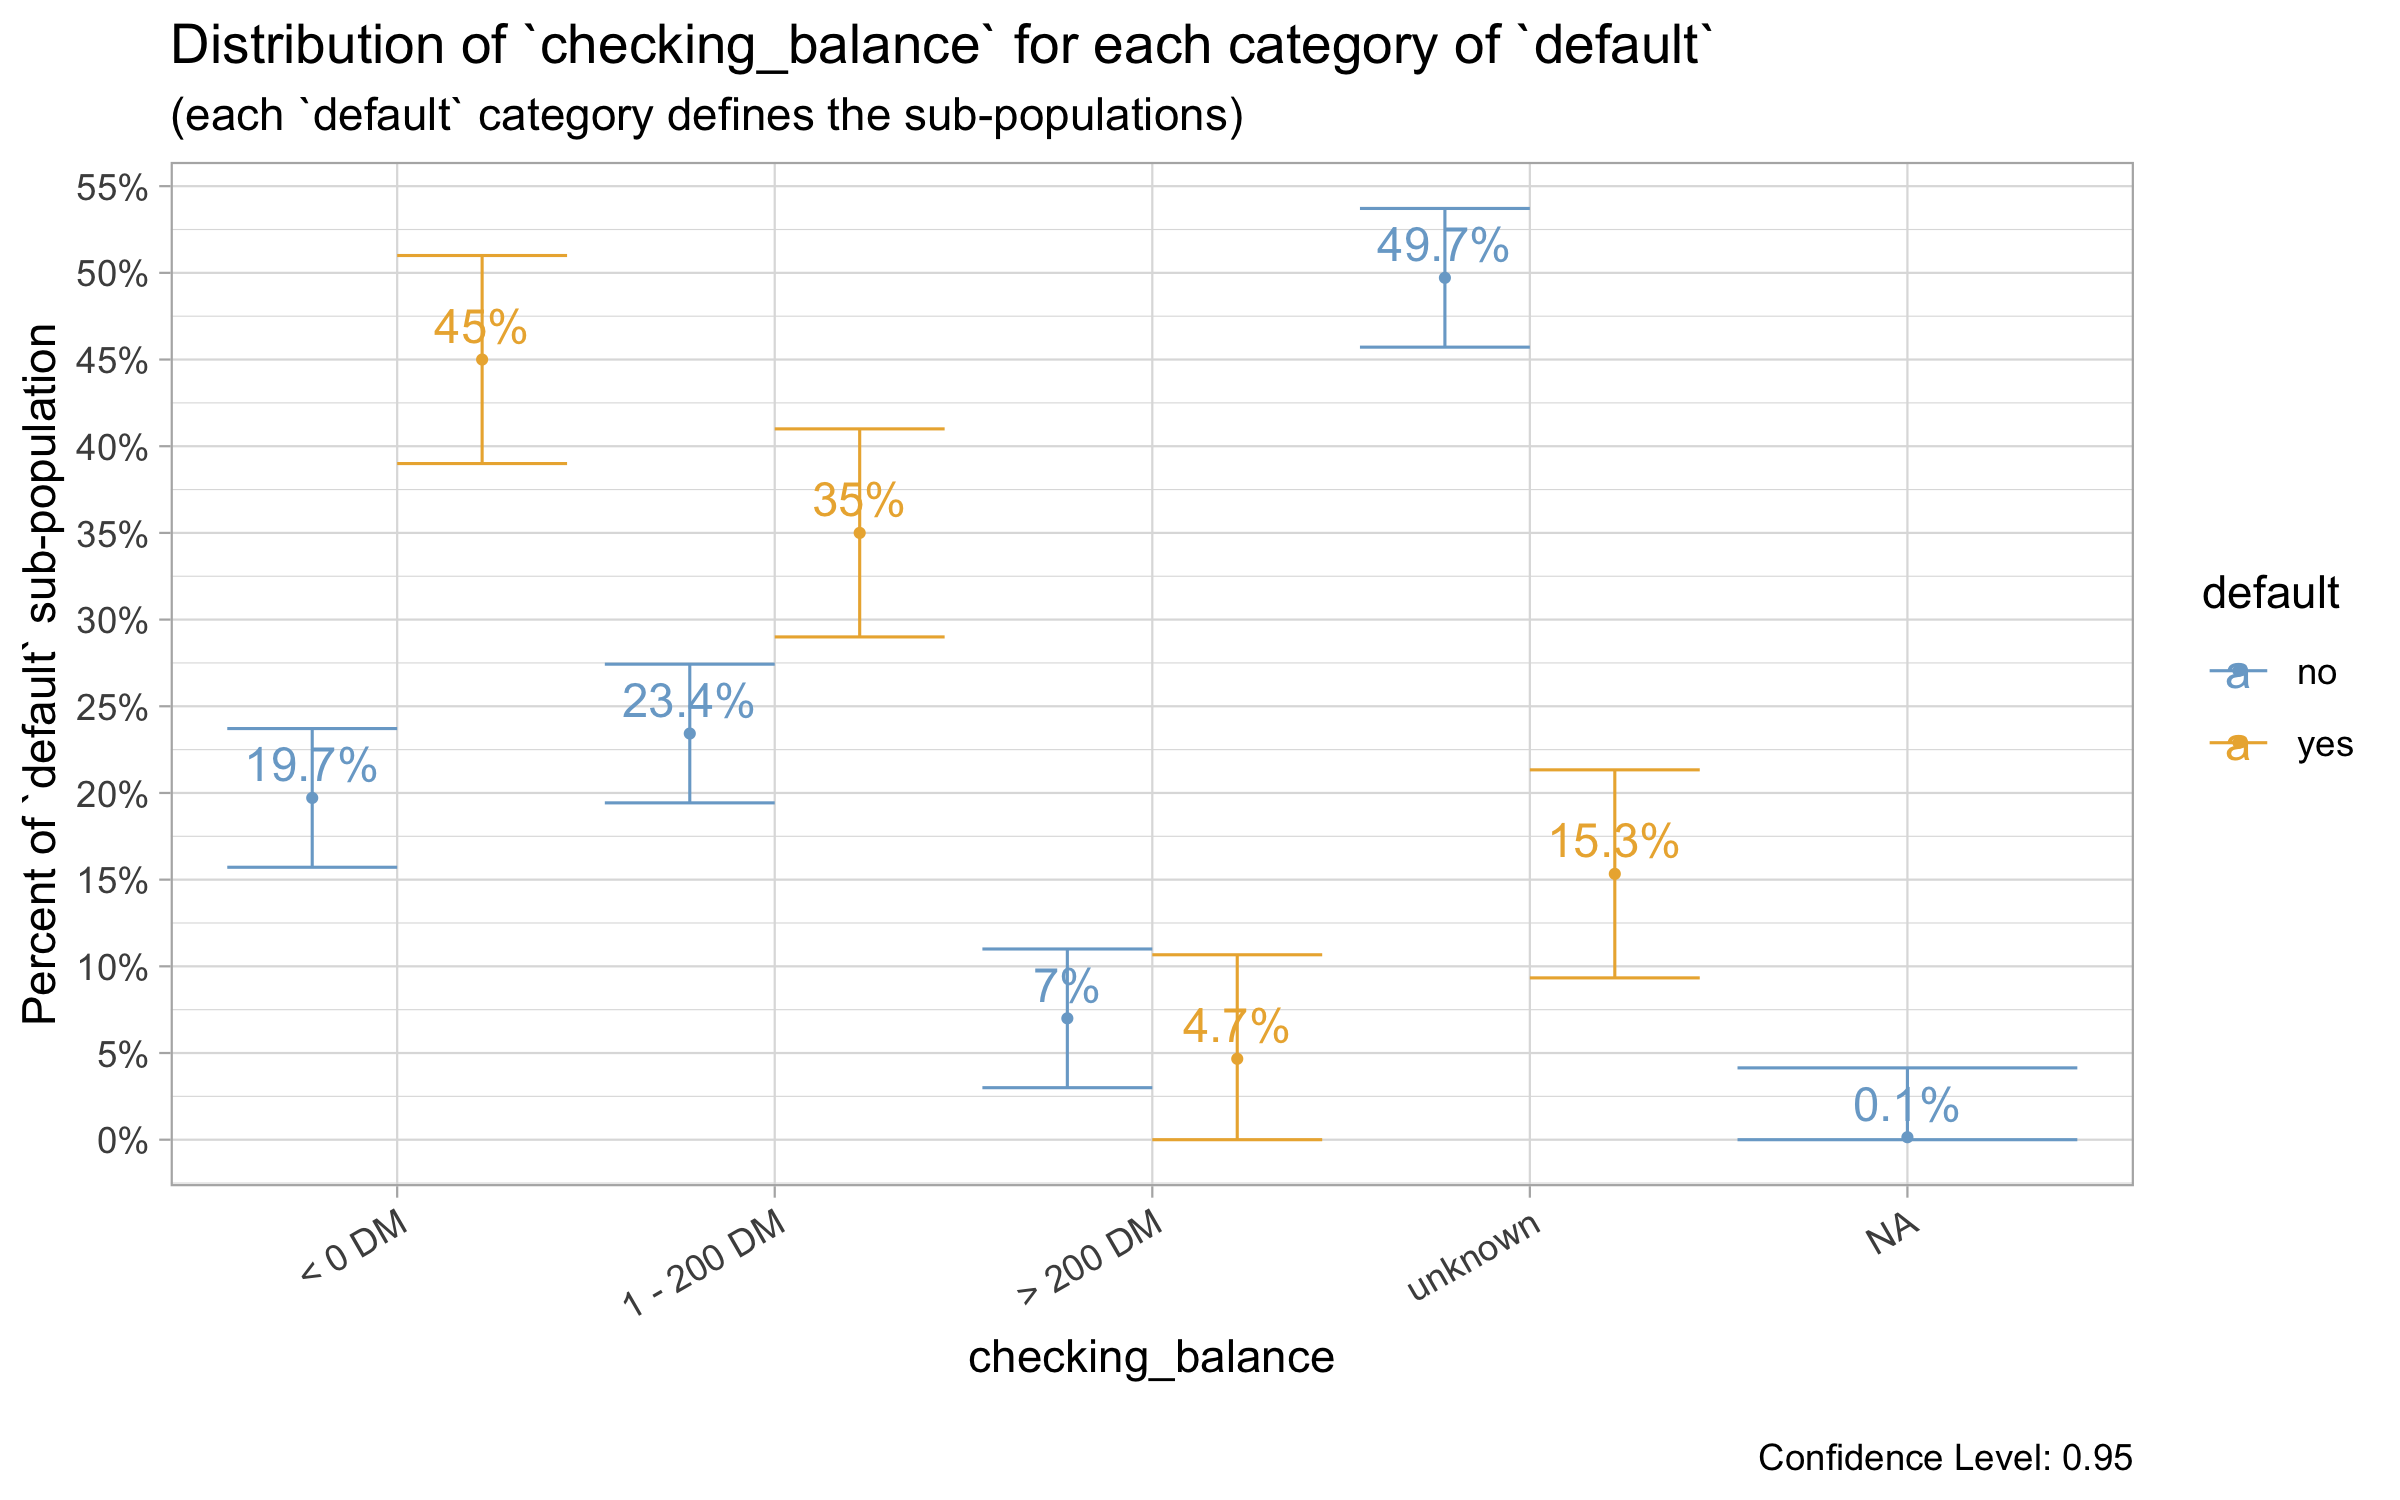 Distribution of `checking_balance` for each category of `default`
(each `default` category defines the sub-populations)
Percent of `default` sub-population
55%
50%
45%
40%
35%
30%
25%
20%
15%
10%
5%
0%
19.7%
45%
23.4%
35%
7%
4.7%
49.7%
15.3%
0.1%
< 0 DM
1 - 200 DM
> 200 DM
unknown
NA
checking_balance
default
a no
a yes
Confidence Level: 0.95